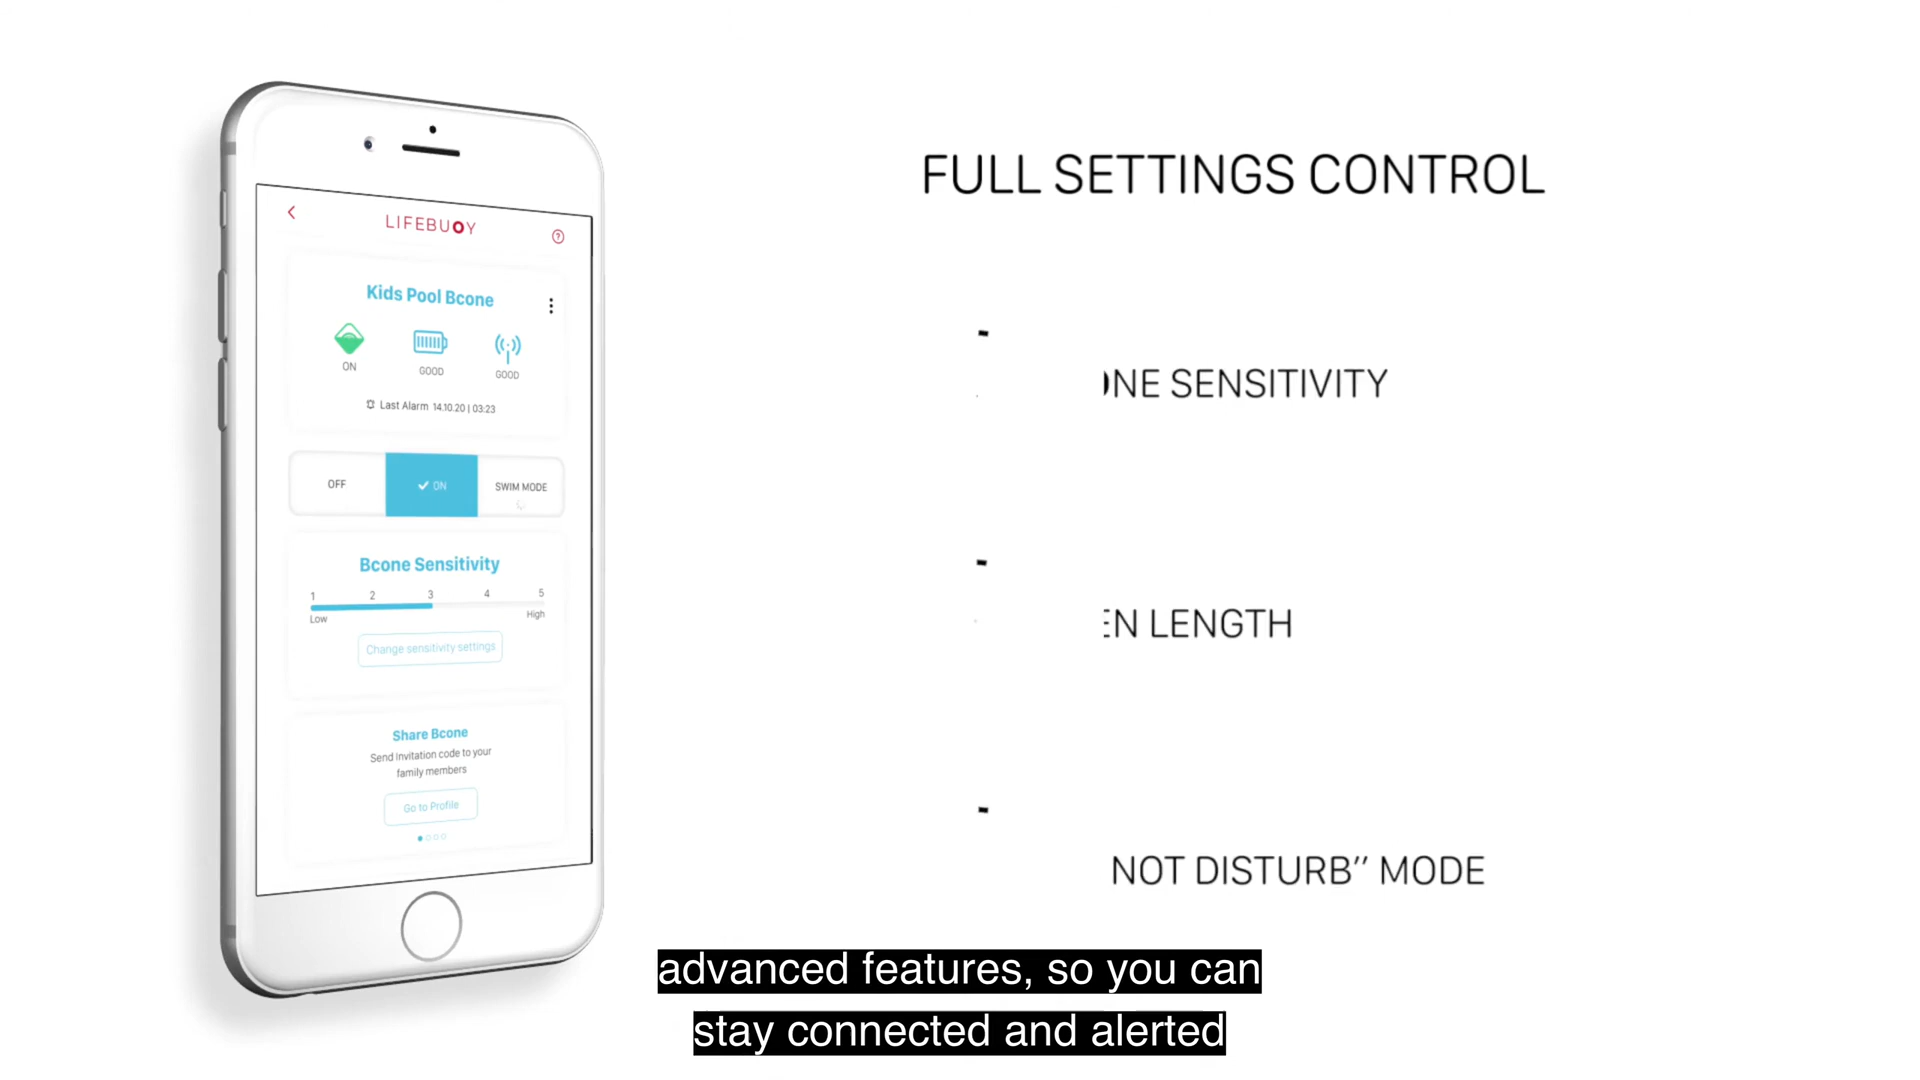 LIFEBUOY
Kids Pool Bcone
ON
GOOD
GOOD
Last Alarm 14.10.20 | 03:23
OFF
ON
SWIM MODE
Bcone Sensitivity
1 2 3 4 5
Low High
Change sensitivity settings
Share Bcone
Send Invitation code to your
family members
Go to Profile
FULL SETTINGS CONTROL
-
NE SENSITIVITY
-
N LENGTH
-
NOT DISTURB” MODE
advanced features, so you can
stay connected and alerted